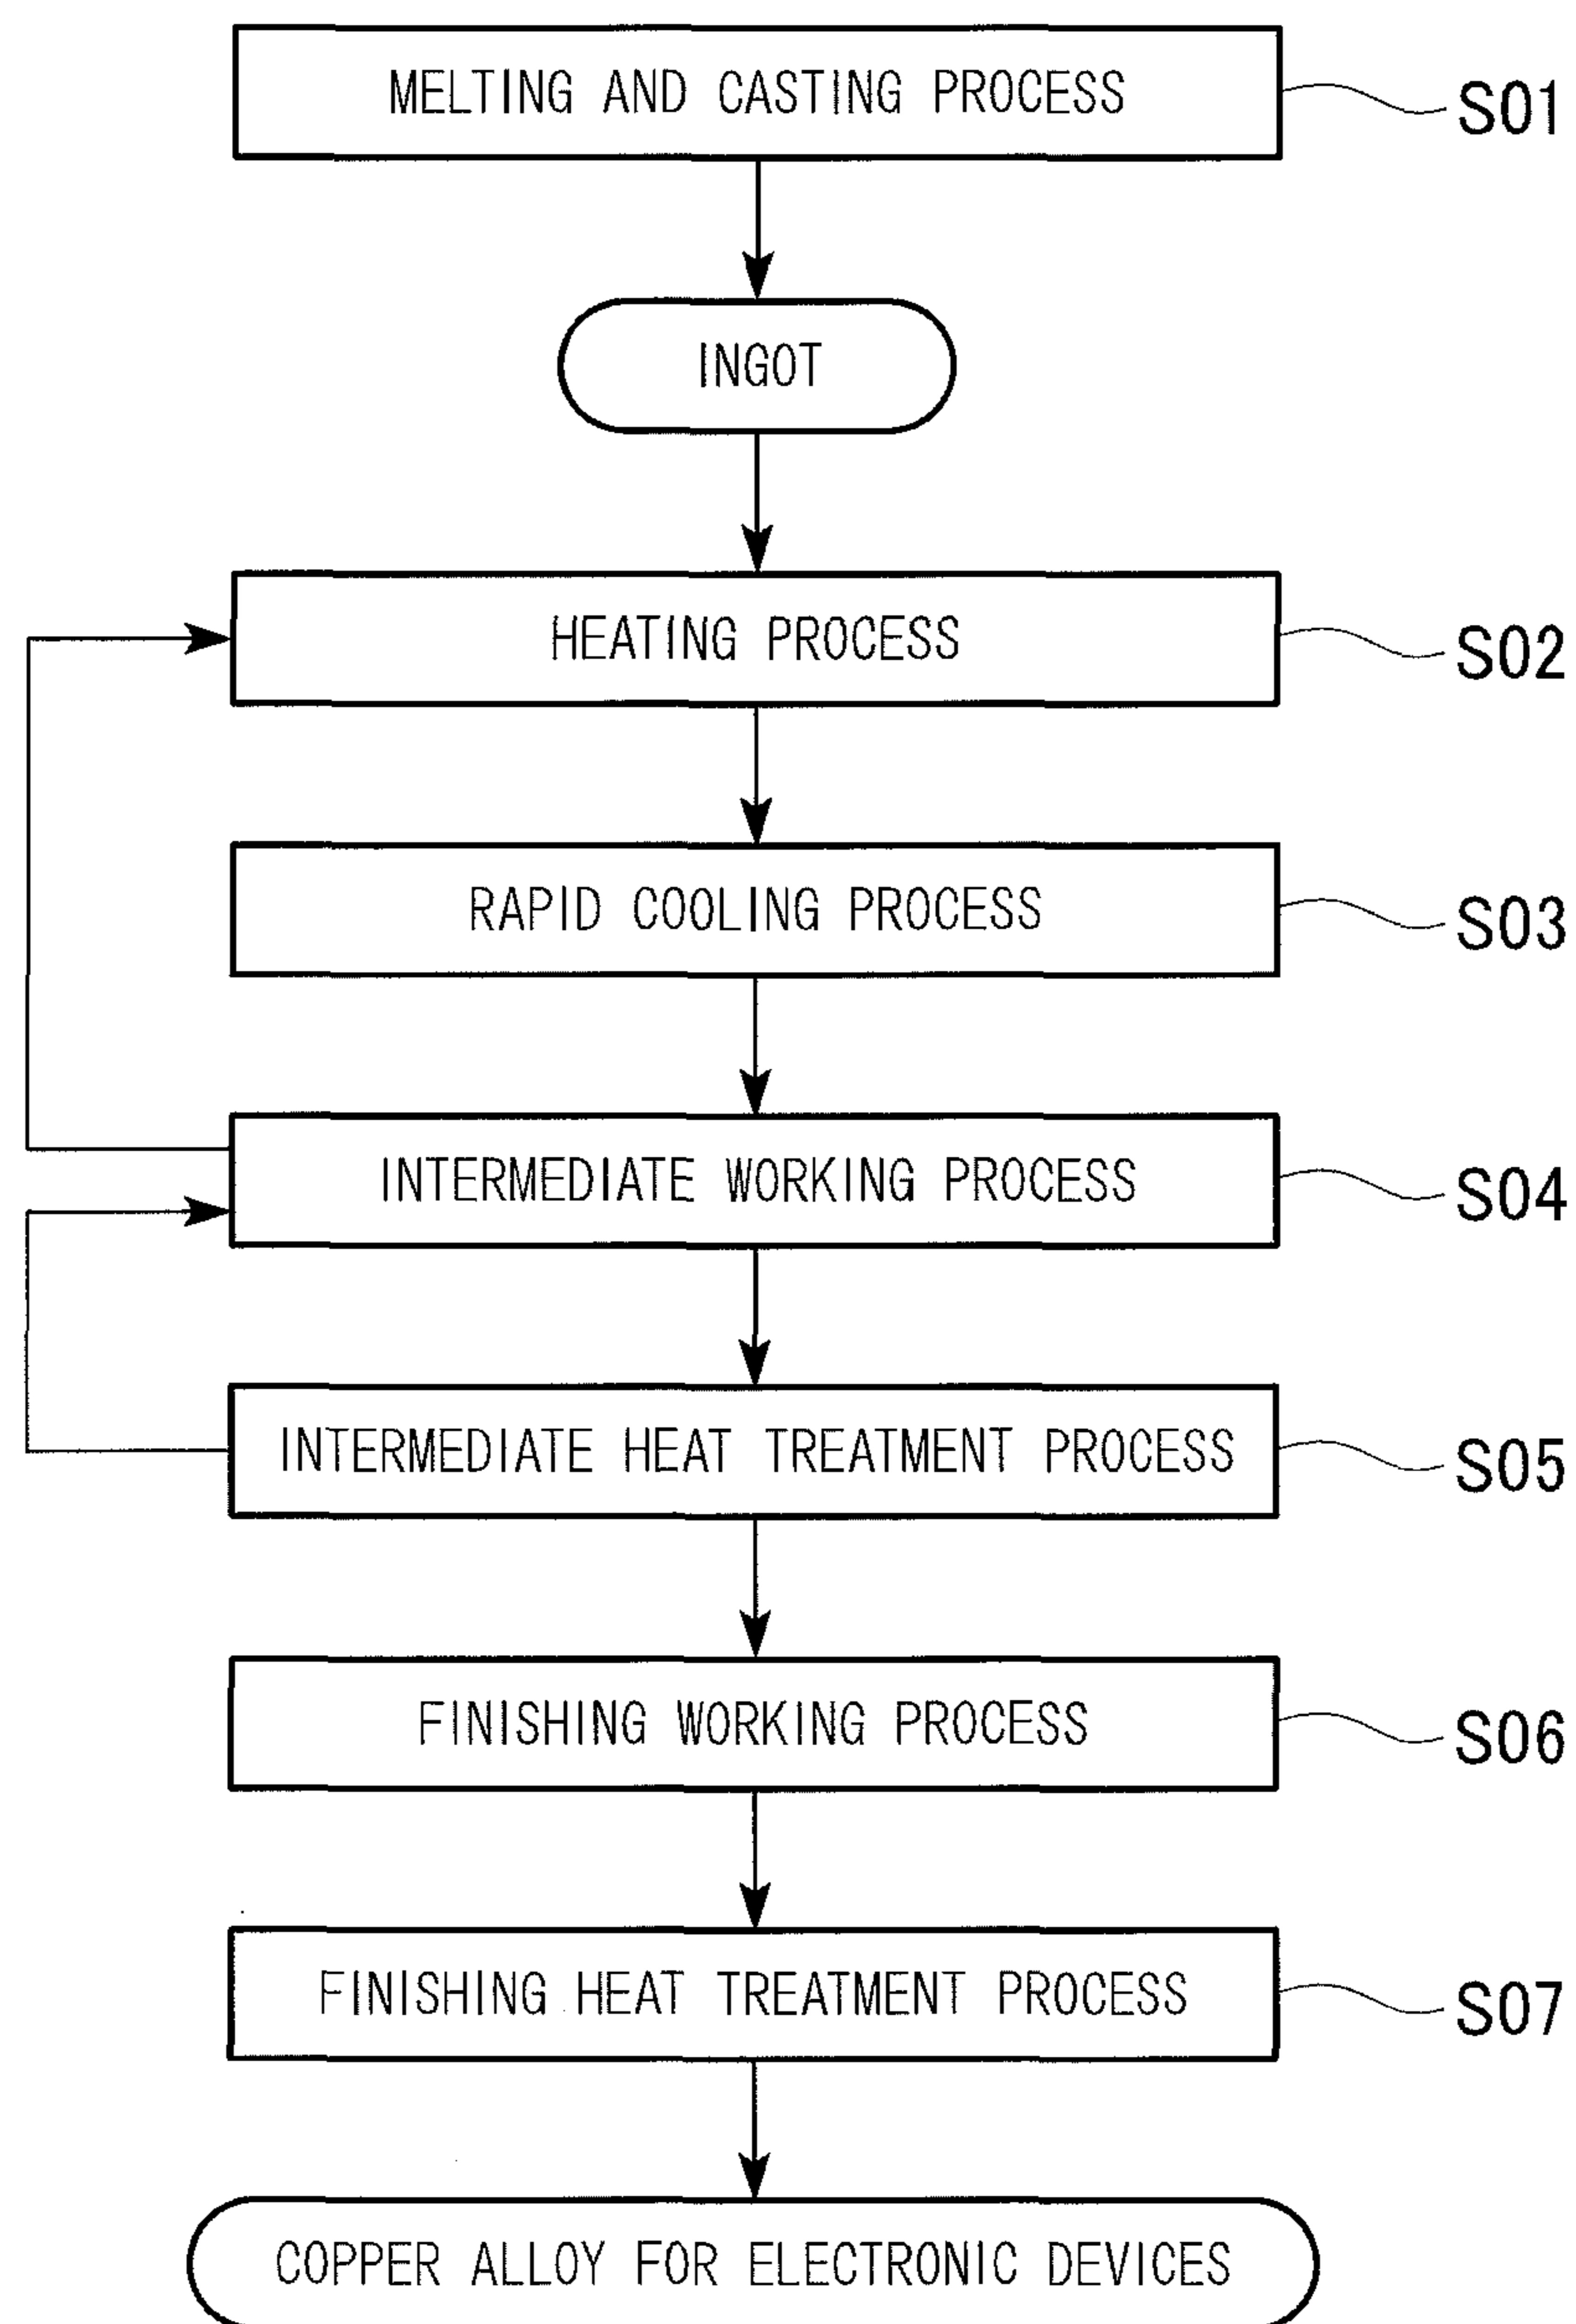 MELTING AND CASTING PROCESS
S01
INGOT
HEATING PROCESS
S02
RAPID COOLING PROCESS
S03
INTERMEDIATE WORKING PROCESS
S04
INTERMEDIATE HEAT TREATMENT PROCESS
S05
FINISHING WORKING PROCESS
S06
FINISHING HEAT TREATMENT PROCESS
S07
COPPER ALLOY FOR ELECTRONIC DEVICES